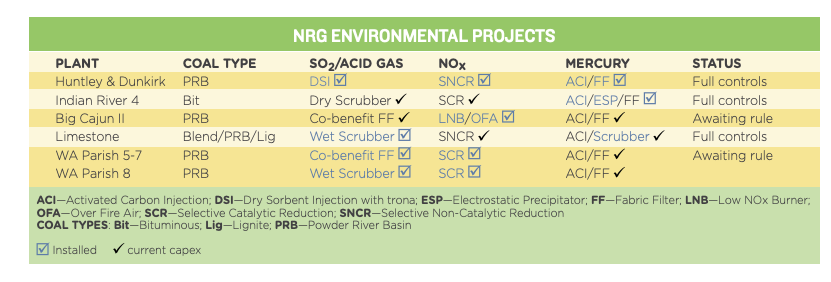 NRG ENVIRONMENTAL PROJECTS
PLANT COAL TYPE SO2/ACID GAS NOx MERCURY STATUS
Huntley & Dunkirk PRB DSI ☑ SNCR ☑ ACI/FF ☑ Full controls
Indian River 4 Bit Dry Scrubber ✓ SCR ✓ ACI/ESP/FF ☑ Full controls
Big Cajun II PRB Co-benefit FF ✓ LNB/OFA ☑ ACI/FF ✓ Awaiting rule
Limestone Blend/PRB/Lig Wet Scrubber ☑ SNCR ✓ ACI/Scrubber ✓ Full controls
WA Parish 5-7 PRB Co-benefit FF ☑ SCR ☑ ACI/FF ✓ Awaiting rule
WA Parish 8 PRB Wet Scrubber ☑ SCR ☑ ACI/FF ✓
ACI—Activated Carbon Injection; DSI—Dry Sorbent Injection with trona; ESP—Electrostatic Precipitator; FF—Fabric Filter; LNB—Low NOx Burner;
OFA—Over Fire Air; SCR—Selective Catalytic Reduction; SNCR—Selective Non-Catalytic Reduction
COAL TYPES: Bit—Bituminous; Lig—Lignite; PRB—Powder River Basin
☑ Installed ✓ current capex